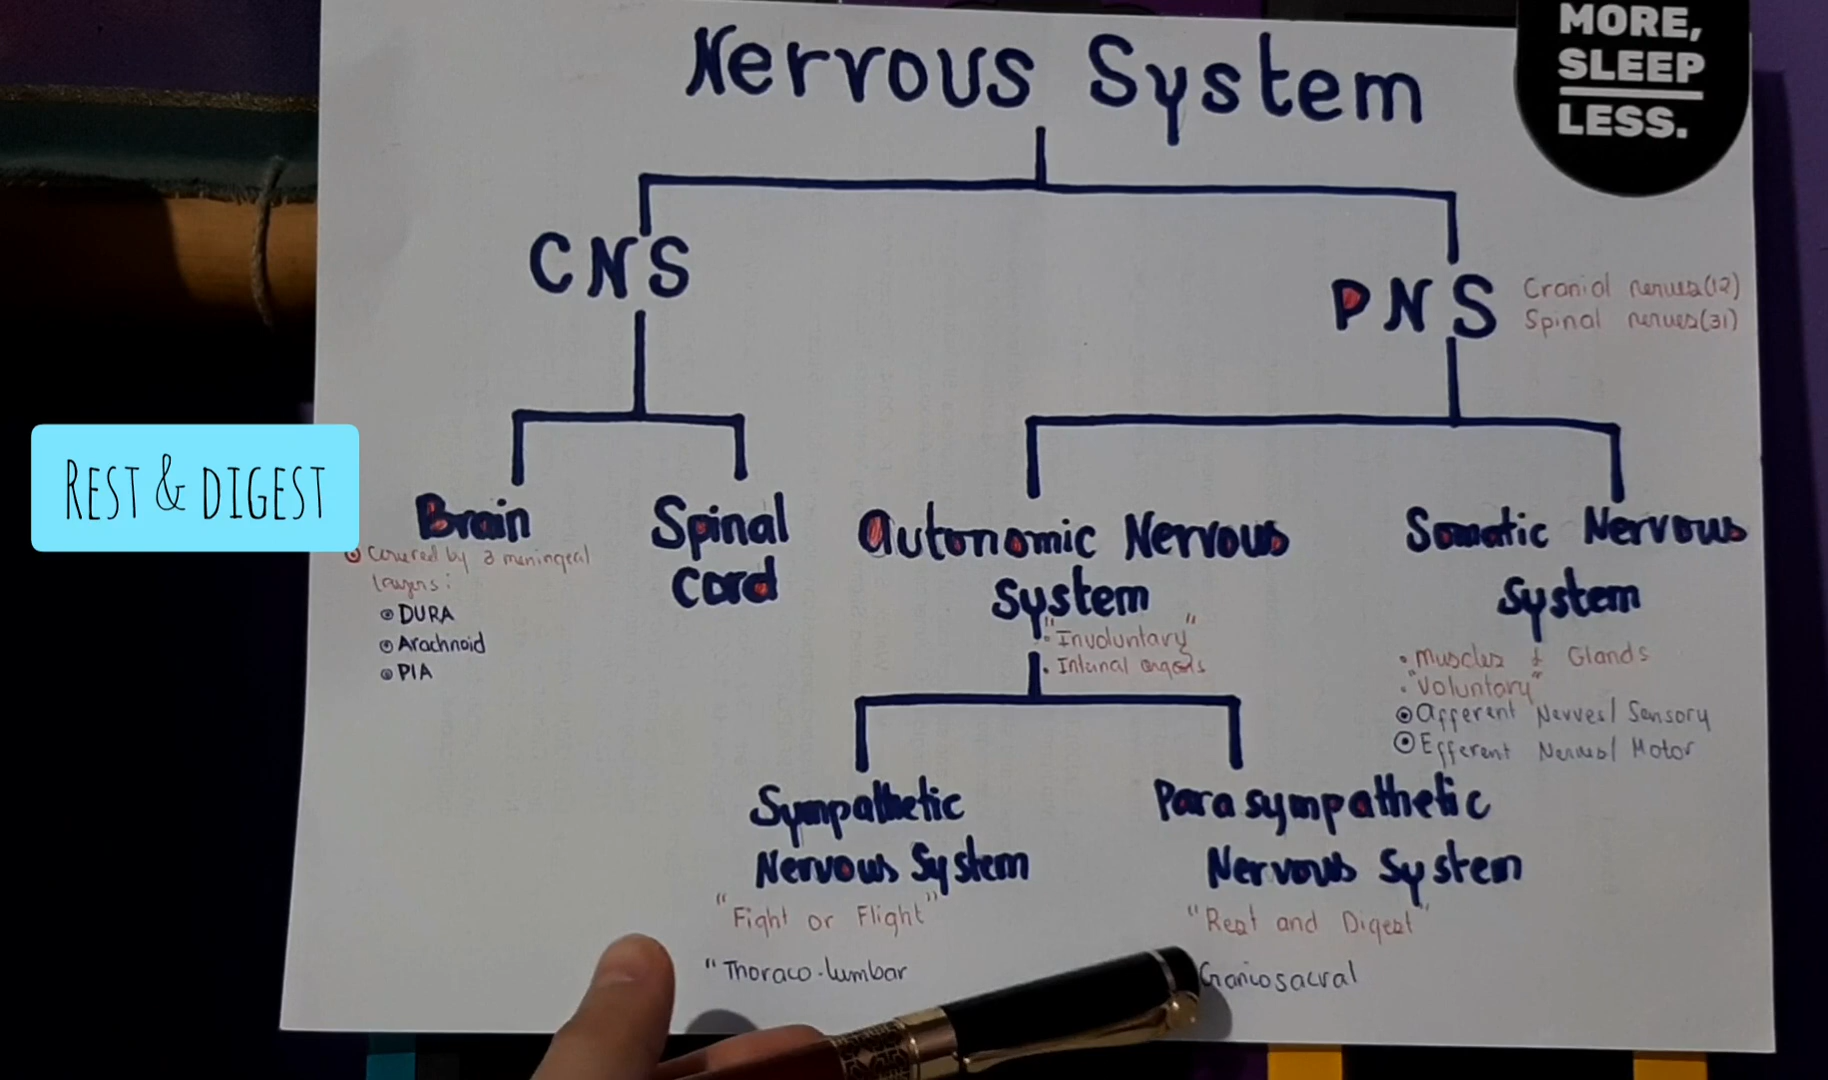 Nervous System
MORE,
SLEEP
LESS.
CNS
PNS
Cranial nerves(12)
Spinal nerves(31)
REST & DIGEST
Brain
Covered by 3 meningeal
layers:
DURA
Arachnoid
PIA
Spinal
Cord
Autonomic Nervous
System
"Involuntary"
Internal organs
Somatic Nervous
System
Muscles & Glands
"Voluntary"
Afferent Nerves/ Sensory
Efferent Nerves/ Motor
Sympathetic
Nervous System
"Fight or Flight"
"Thoraco-lumbar
Parasympathetic
Nervous System
"Rest and Digest"
Craniosacral